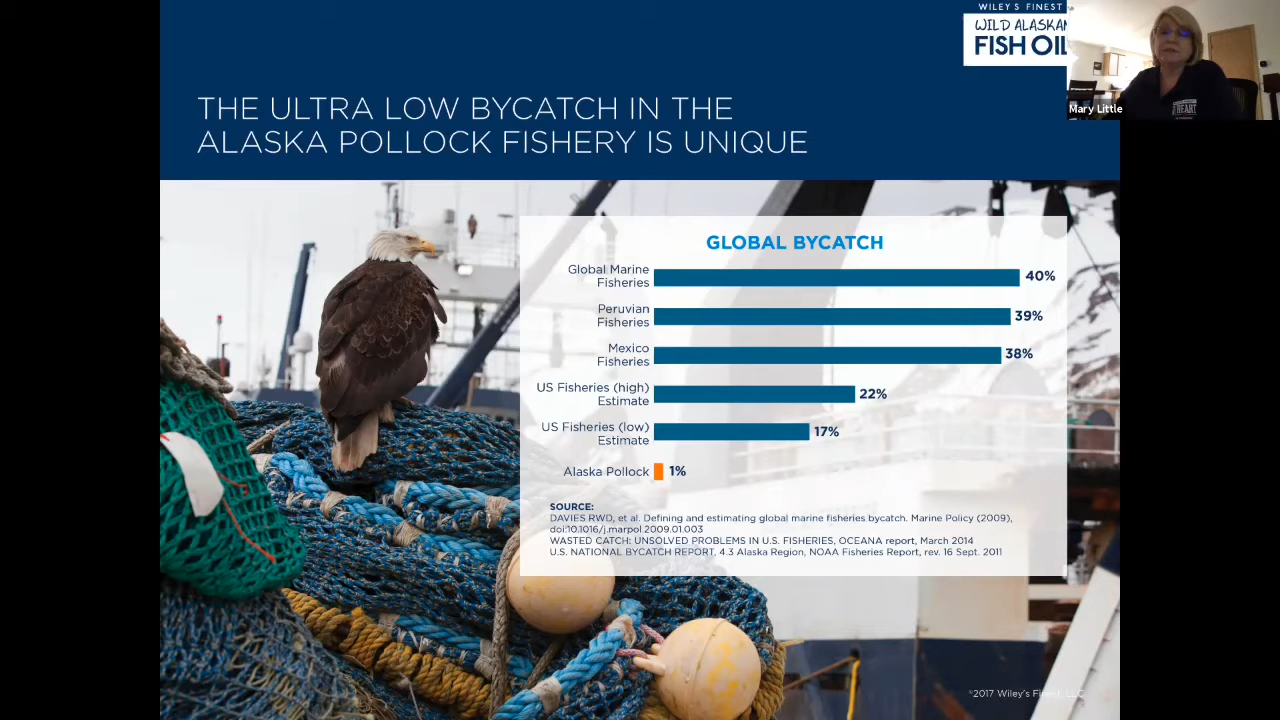 WILEY'S FINEST
WILD ALASKAN
FISH OIL
Mary Little
THE ULTRA LOW BYCATCH IN THE
ALASKA POLLOCK FISHERY IS UNIQUE
GLOBAL BYCATCH
Global Marine
Fisheries
40%
Peruvian
Fisheries
39%
Mexico
Fisheries
38%
US Fisheries (high)
Estimate
22%
US Fisheries (low)
Estimate
17%
Alaska Pollock
1%
SOURCE:
DAVIES RWD, et al. Defining and estimating global marine fisheries bycatch. Marine Policy (2009),
doi:10.1016/j.marpol.2009.01.003
WASTED CATCH: UNSOLVED PROBLEMS IN U.S. FISHERIES, OCEANA report, March 2014
U.S. NATIONAL BYCATCH REPORT, 4.3 Alaska Region, NOAA Fisheries Report, rev. 16 Sept. 2011
©2017 Wiley's Finest, LLC